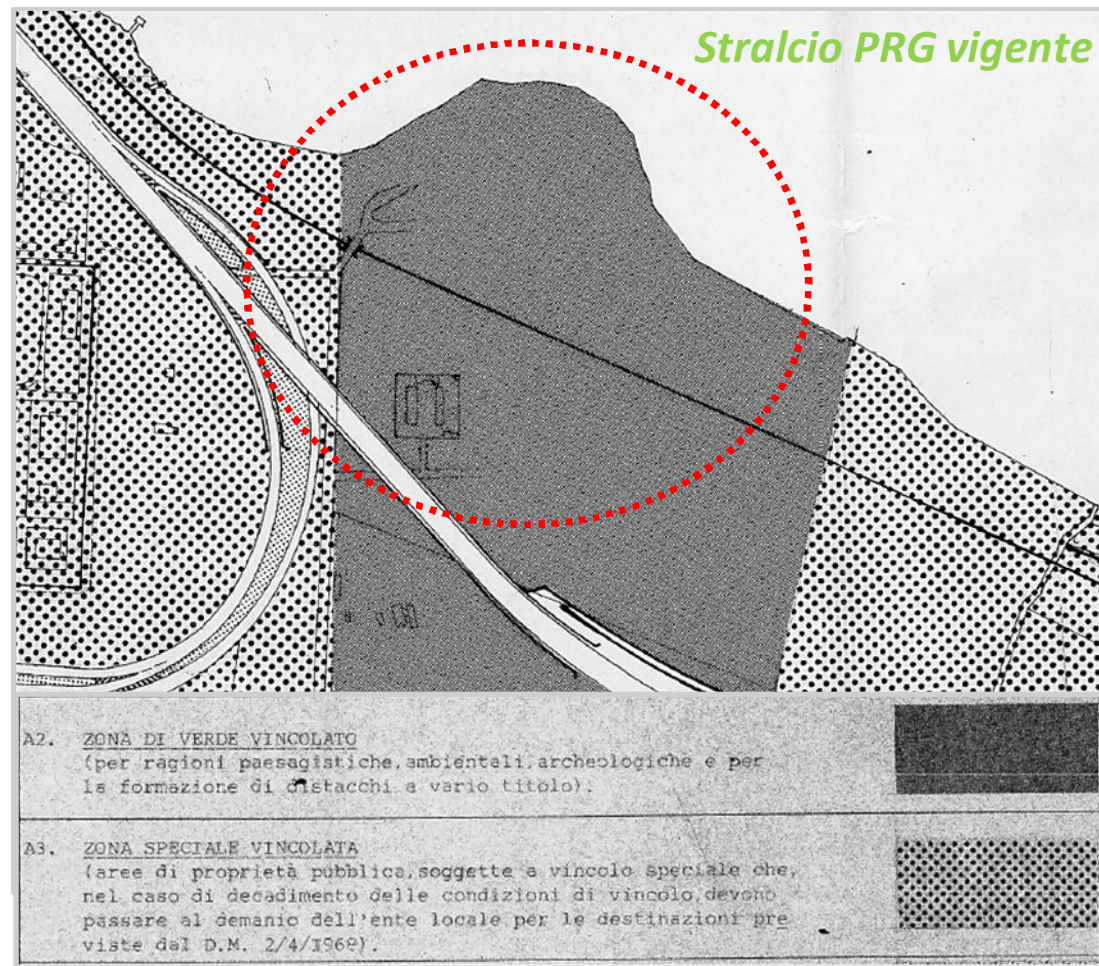 Stralcio PRG vigente
A2. ZONA DI VERDE VINCOLATO
(per ragioni paesagistiche, ambientali, archeologiche e per
la formazione di distacchi a vario titolo).
A3. ZONA SPECIALE VINCOLATA
(aree di proprietà pubblica, soggette a vincolo speciale che,
nel caso di decadimento delle condizioni di vincolo, devono
passare al demanio dell'ente locale per le destinazioni pre
viste dal D.M. 2/4/1968).